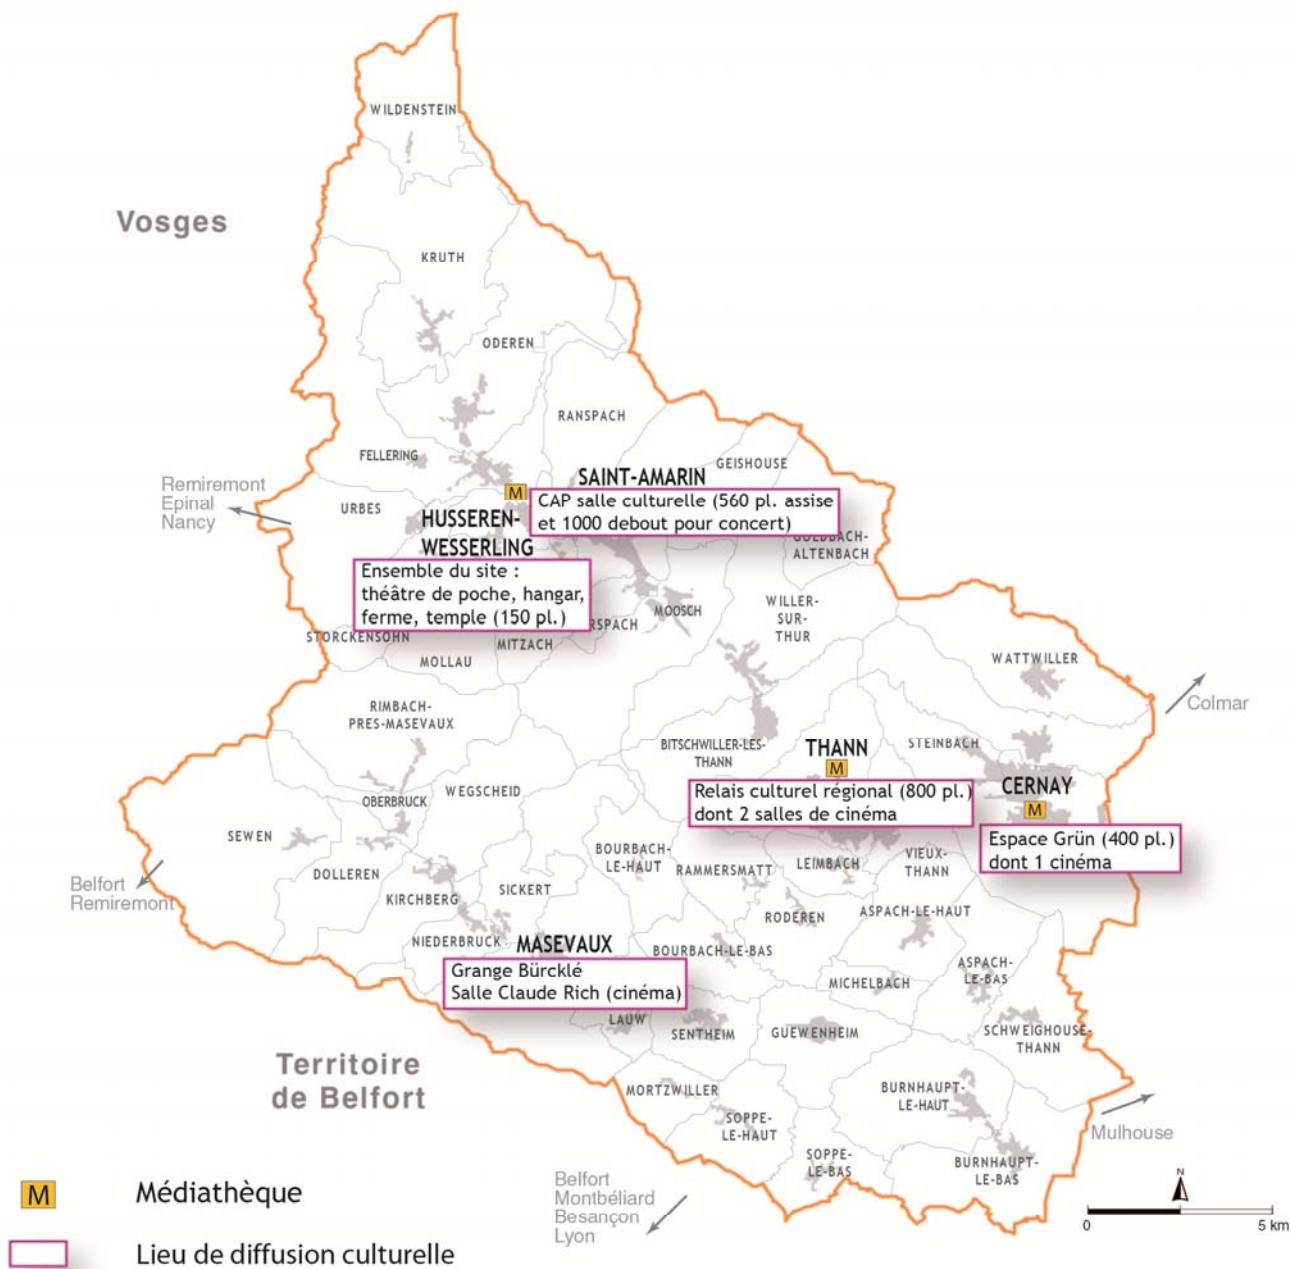 WILDENSTEIN
Vosges
KRUTH
ODEREN
RANSPACH
FELLERING
GEISHOUSE
Remiremont
Epinal
Nancy
URBES
SAINT-AMARIN
M
CAP salle culturelle (560 pl. assise
et 1000 debout pour concert)
HUSSEREN-
WESSERLING
GOLDBACH-
ALTENBACH
Ensemble du site :
théâtre de poche, hangar,
ferme, temple (150 pl.)
MOOSCH
WILLER-
SUR-
THUR
RSPACH
STORCKENSOHN
MITZACH
MOLLAU
WATTWILLER
Colmar
RIMBACH-
PRES-MASEVAUX
BITSCHWILLER-LES-
THANN
THANN
M
STEINBACH
Relais culturel régional (800 pl.)
dont 2 salles de cinéma
CERNAY
M
Espace Grün (400 pl.)
dont 1 cinéma
OBERBRUCK
WEGSCHEID
SEWEN
DOLLEREN
BOURBACH-
LE-HAUT
RAMMERSMATT
LEIMBACH
VIEUX-
THANN
Belfort
Remiremont
KIRCHBERG
SICKERT
RODEREN
ASPACH-LE-HAUT
NIEDERBRUCK
MASEVAUX
Grange Bürcklé
Salle Claude Rich (cinéma)
BOURBACH-LE-BAS
MICHELBACH
ASPACH-
LE-BAS
LAUW
SENTHEIM
GUEWENHEIM
SCHWEIGHOUSE-
THANN
Territoire
de Belfort
MORTZWILLER
SOPPE-
LE-HAUT
BURNHAUPT-
LE-HAUT
Mulhouse
SOPPE-
LE-BAS
BURNHAUPT-
LE-BAS
Belfort
Montbéliard
Besançon
Lyon
N
0 5 km
M Médiathèque
Lieu de diffusion culturelle